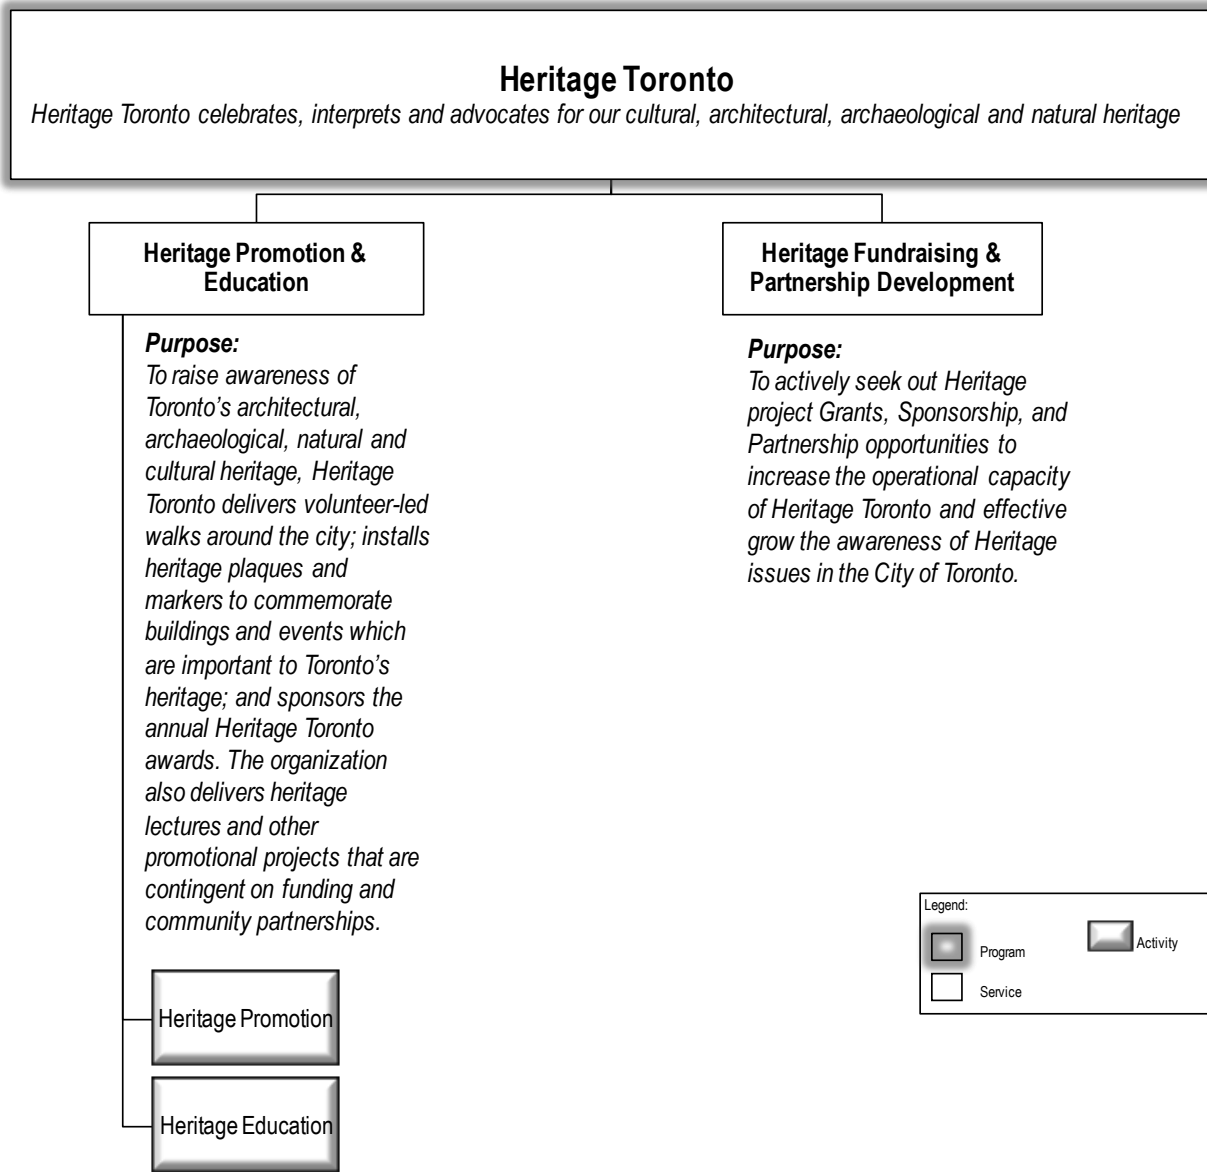 Heritage Toronto
Heritage Toronto celebrates, interprets and advocates for our cultural, architectural, archaeological and natural heritage
Heritage Promotion &
Education
Purpose:
To raise awareness of
Toronto's architectural,
archaeological, natural and
cultural heritage, Heritage
Toronto delivers volunteer-led
walks around the city; installs
heritage plaques and
markers to commemorate
buildings and events which
are important to Toronto's
heritage; and sponsors the
annual Heritage Toronto
awards. The organization
also delivers heritage
lectures and other
promotional projects that are
contingent on funding and
community partnerships.
Heritage Promotion
Heritage Education
Heritage Fundraising &
Partnership Development
Purpose:
To actively seek out Heritage
project Grants, Sponsorship, and
Partnership opportunities to
increase the operational capacity
of Heritage Toronto and effective
grow the awareness of Heritage
issues in the City of Toronto.
Legend:
Program
Service
Activity